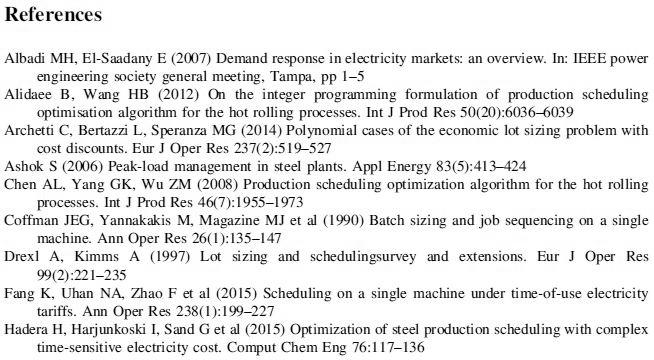 References
Albadi MH, El-Saadany E (2007) Demand response in electricity markets: an overview. In: IEEE power
engineering society general meeting, Tampa, pp 1–5
Alidaee B, Wang HB (2012) On the integer programming formulation of production scheduling
optimisation algorithm for the hot rolling processes. Int J Prod Res 50(20):6036–6039
Archetti C, Bertazzi L, Speranza MG (2014) Polynomial cases of the economic lot sizing problem with
cost discounts. Eur J Oper Res 237(2):519–527
Ashok S (2006) Peak-load management in steel plants. Appl Energy 83(5):413–424
Chen AL, Yang GK, Wu ZM (2008) Production scheduling optimization algorithm for the hot rolling
processes. Int J Prod Res 46(7):1955–1973
Coffman JEG, Yannakakis M, Magazine MJ et al (1990) Batch sizing and job sequencing on a single
machine. Ann Oper Res 26(1):135–147
Drexl A, Kimms A (1997) Lot sizing and schedulingsurvey and extensions. Eur J Oper Res
99(2):221–235
Fang K, Uhan NA, Zhao F et al (2015) Scheduling on a single machine under time-of-use electricity
tariffs. Ann Oper Res 238(1):199–227
Hadera H, Harjunkoski I, Sand G et al (2015) Optimization of steel production scheduling with complex
time-sensitive electricity cost. Comput Chem Eng 76:117–136